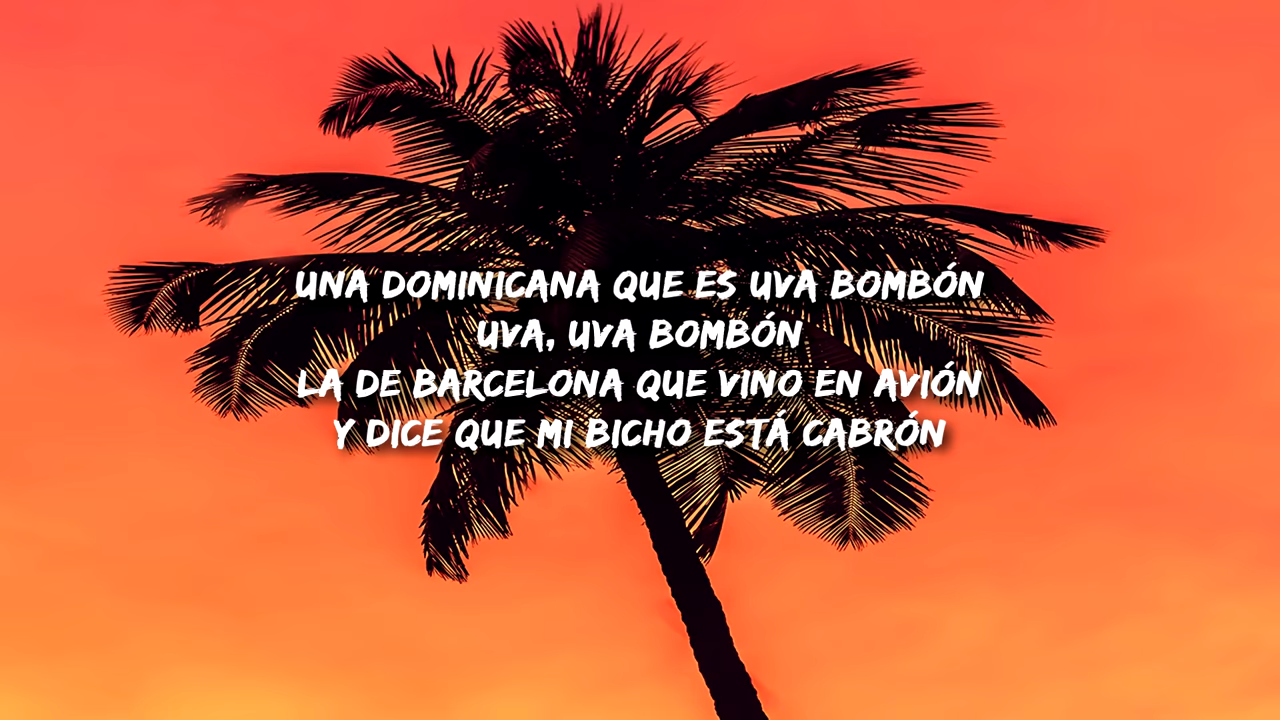 UNA DOMINICANA QUE ES UVA BOMBÓN
UVA, UVA BOMBÓN
LA DE BARCELONA QUE VINO EN AVIÓN
Y DICE QUE MI BICHO ESTÁ CABRÓN